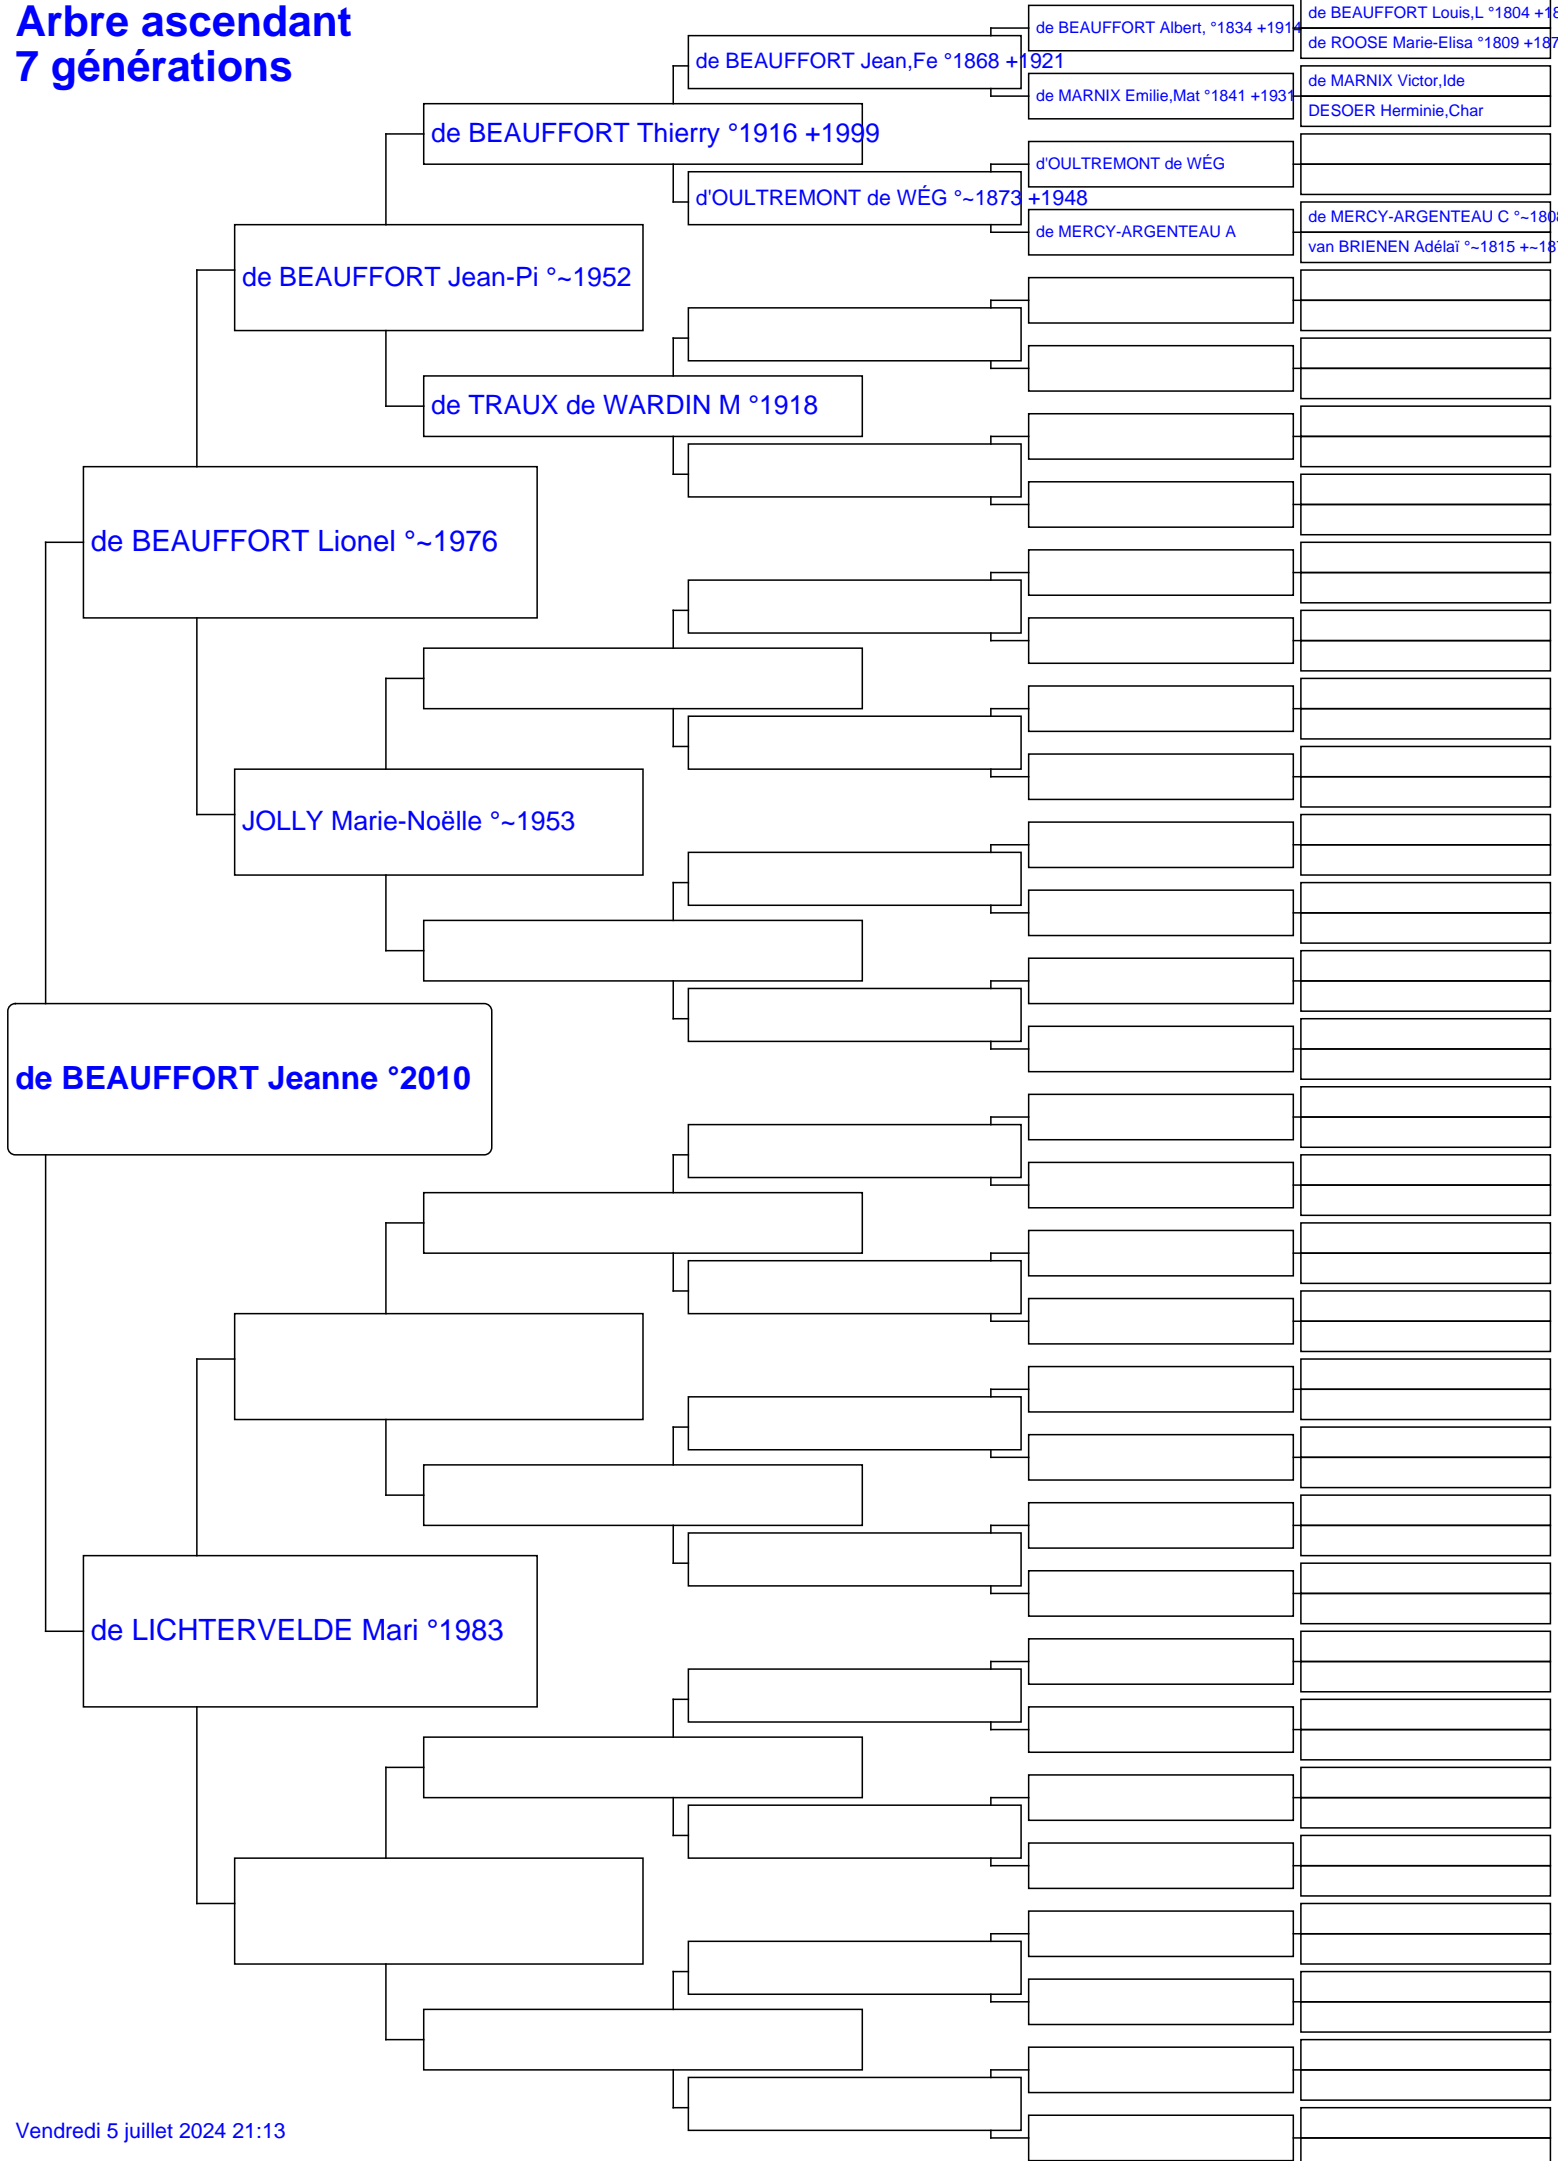 Arbre ascendant
7 générations
de BEAUFFORT Louis,L °1804 +18
de BEAUFFORT Albert, °1834 +1914
de ROOSE Marie-Elisa °1809 +187
de BEAUFFORT Jean,Fe °1868 +1921
de MARNIX Victor,Ide
de MARNIX Emilie,Mat °1841 +1931
DESOER Herminie,Char
de BEAUFFORT Thierry °1916 +1999
d'OULTREMONT de WÉG
d'OULTREMONT de WÉG °~1873 +1948
de MERCY-ARGENTEAU C °~1808
de MERCY-ARGENTEAU A
van BRIENEN Adélaï °~1815 +~187
de BEAUFFORT Jean-Pi °~1952
de TRAUX de WARDIN M °1918
de BEAUFFORT Lionel °~1976
JOLLY Marie-Noëlle °~1953
de BEAUFFORT Jeanne °2010
de LICHTERVELDE Mari °1983
Vendredi 5 juillet 2024 21:13